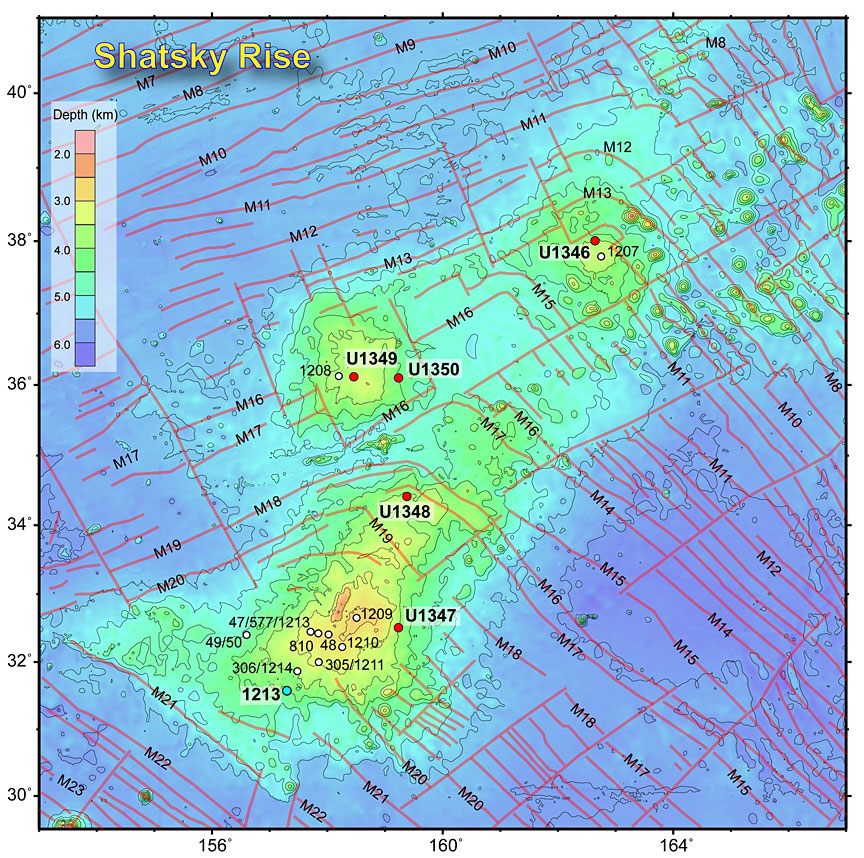 Shatsky Rise
M9
M10
M8
M7
M8
40°
Depth (km)
2.0
M11
M10
M12
3.0
M13
M11
M12
38°
4.0
U1346
1207
M13
5.0
M15
M16
6.0
U1349
U1350
1208
M11
M8
36°
M16
M16
M10
M17
M17
M16
M17
M11
M18
M14
34°
U1348
M19
M19
M12
M20
M15
M16
47/577/1213
1209
U1347
M14
49/50
810
48
1210
M17
M18
M15
32°
306/1214
305/1211
1213
M21
M18
M22
M20
M17
M23
M21
M20
M15
30°
M22
156°
160°
164°